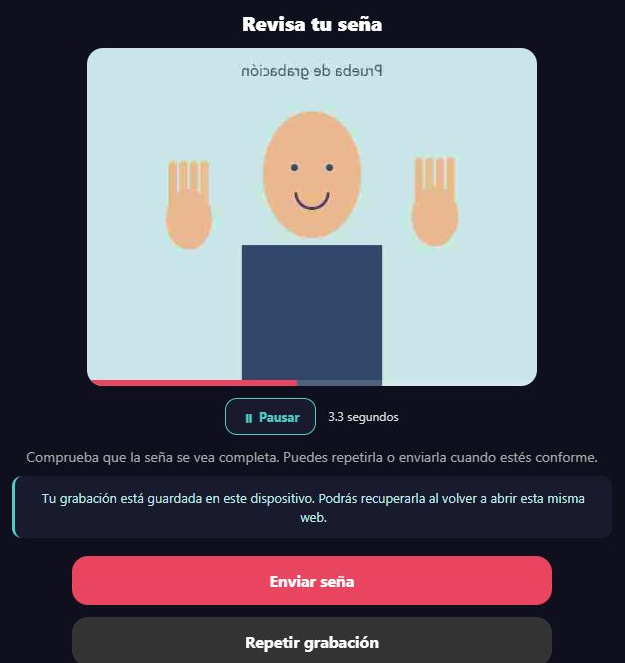 Revisa tu seña
Prueba de grabación
Pausar
3.3 segundos
Comprueba que la seña se vea completa. Puedes repetirla o enviarla cuando estés conforme.
Tu grabación está guardada en este dispositivo. Podrás recuperarla al volver a abrir esta misma
web.
Enviar seña
Repetir grabación